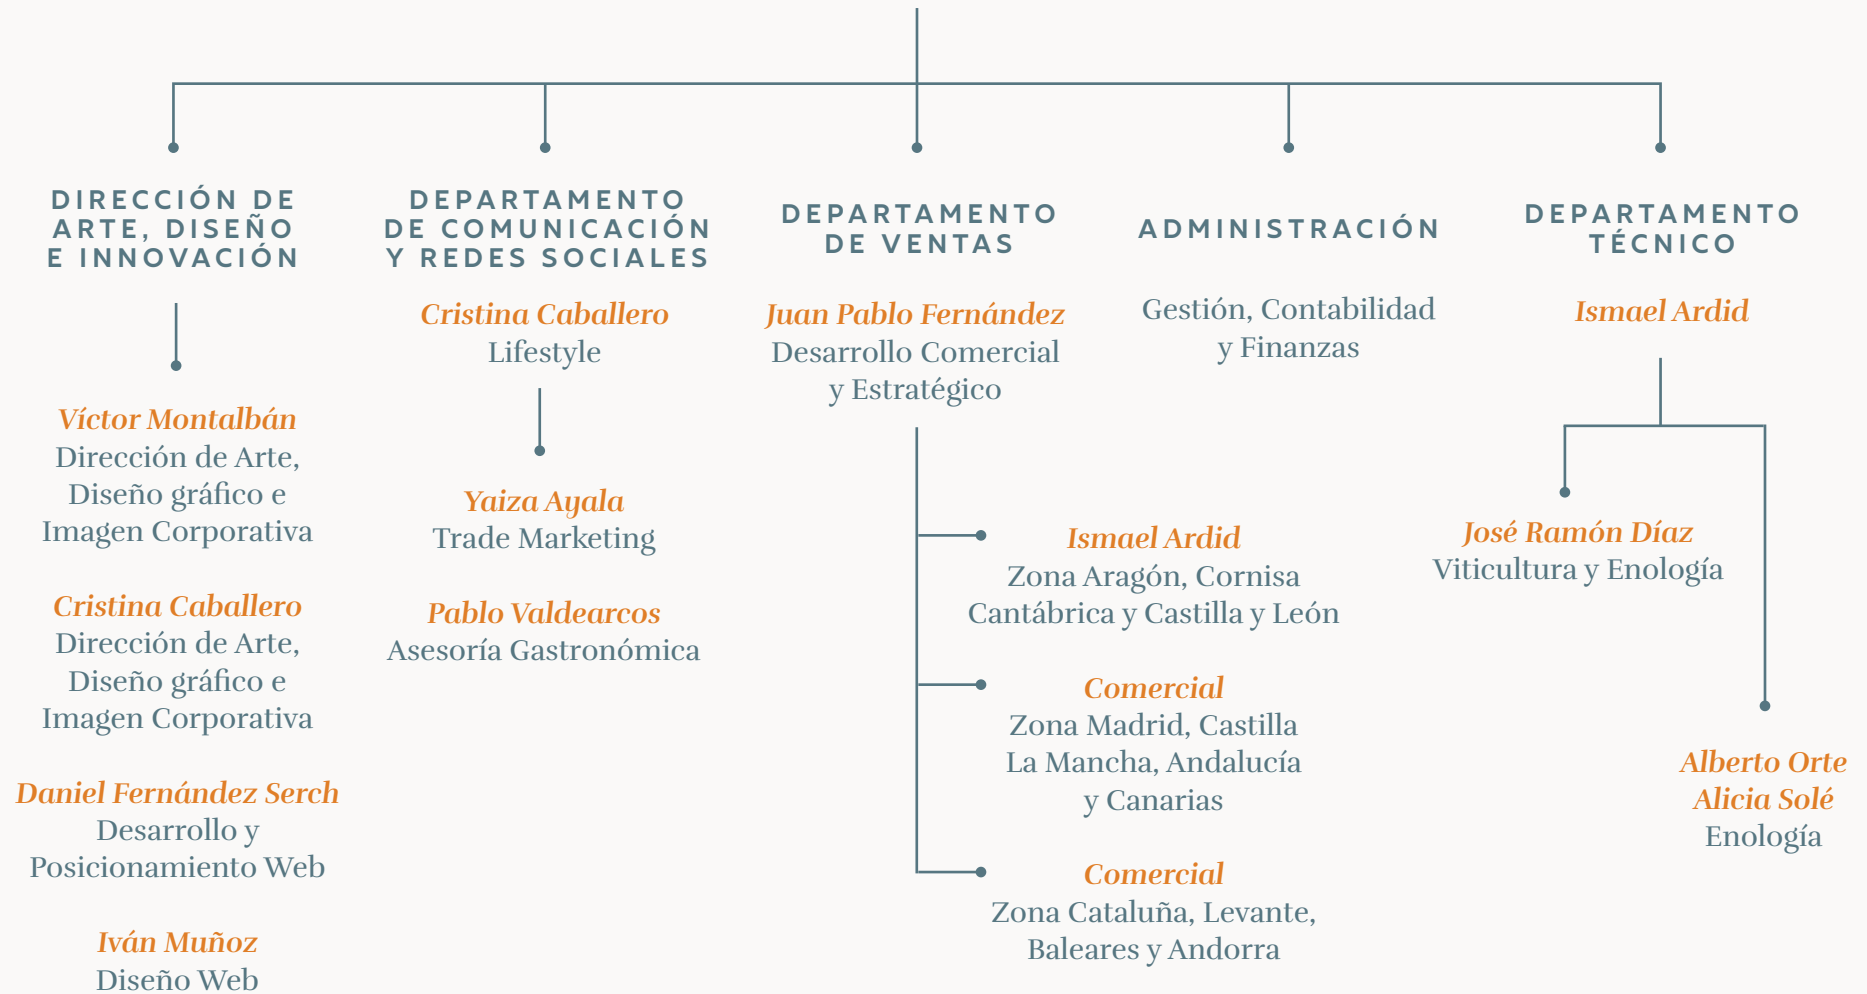 DIRECCIÓN DE
ARTE, DISEÑO
E INNOVACIÓN
Víctor Montalbán
Dirección de Arte,
Diseño gráfico e
Imagen Corporativa
Cristina Caballero
Dirección de Arte,
Diseño gráfico e
Imagen Corporativa
Daniel Fernández Serch
Desarrollo y
Posicionamiento Web
Iván Muñoz
Diseño Web
DEPARTAMENTO
DE COMUNICACIÓN
Y REDES SOCIALES
Cristina Caballero
Lifestyle
Yaiza Ayala
Trade Marketing
Pablo Valdearcos
Asesoría Gastronómica
DEPARTAMENTO
DE VENTAS
Juan Pablo Fernández
Desarrollo Comercial
y Estratégico
Ismael Ardid
Zona Aragón, Cornisa
Cantábrica y Castilla y León
Comercial
Zona Madrid, Castilla
La Mancha, Andalucía
y Canarias
Comercial
Zona Cataluña, Levante,
Baleares y Andorra
ADMINISTRACIÓN
Gestión, Contabilidad
y Finanzas
DEPARTAMENTO
TÉCNICO
Ismael Ardid
José Ramón Díaz
Viticultura y Enología
Alberto Orte
Alicia Solé
Enología